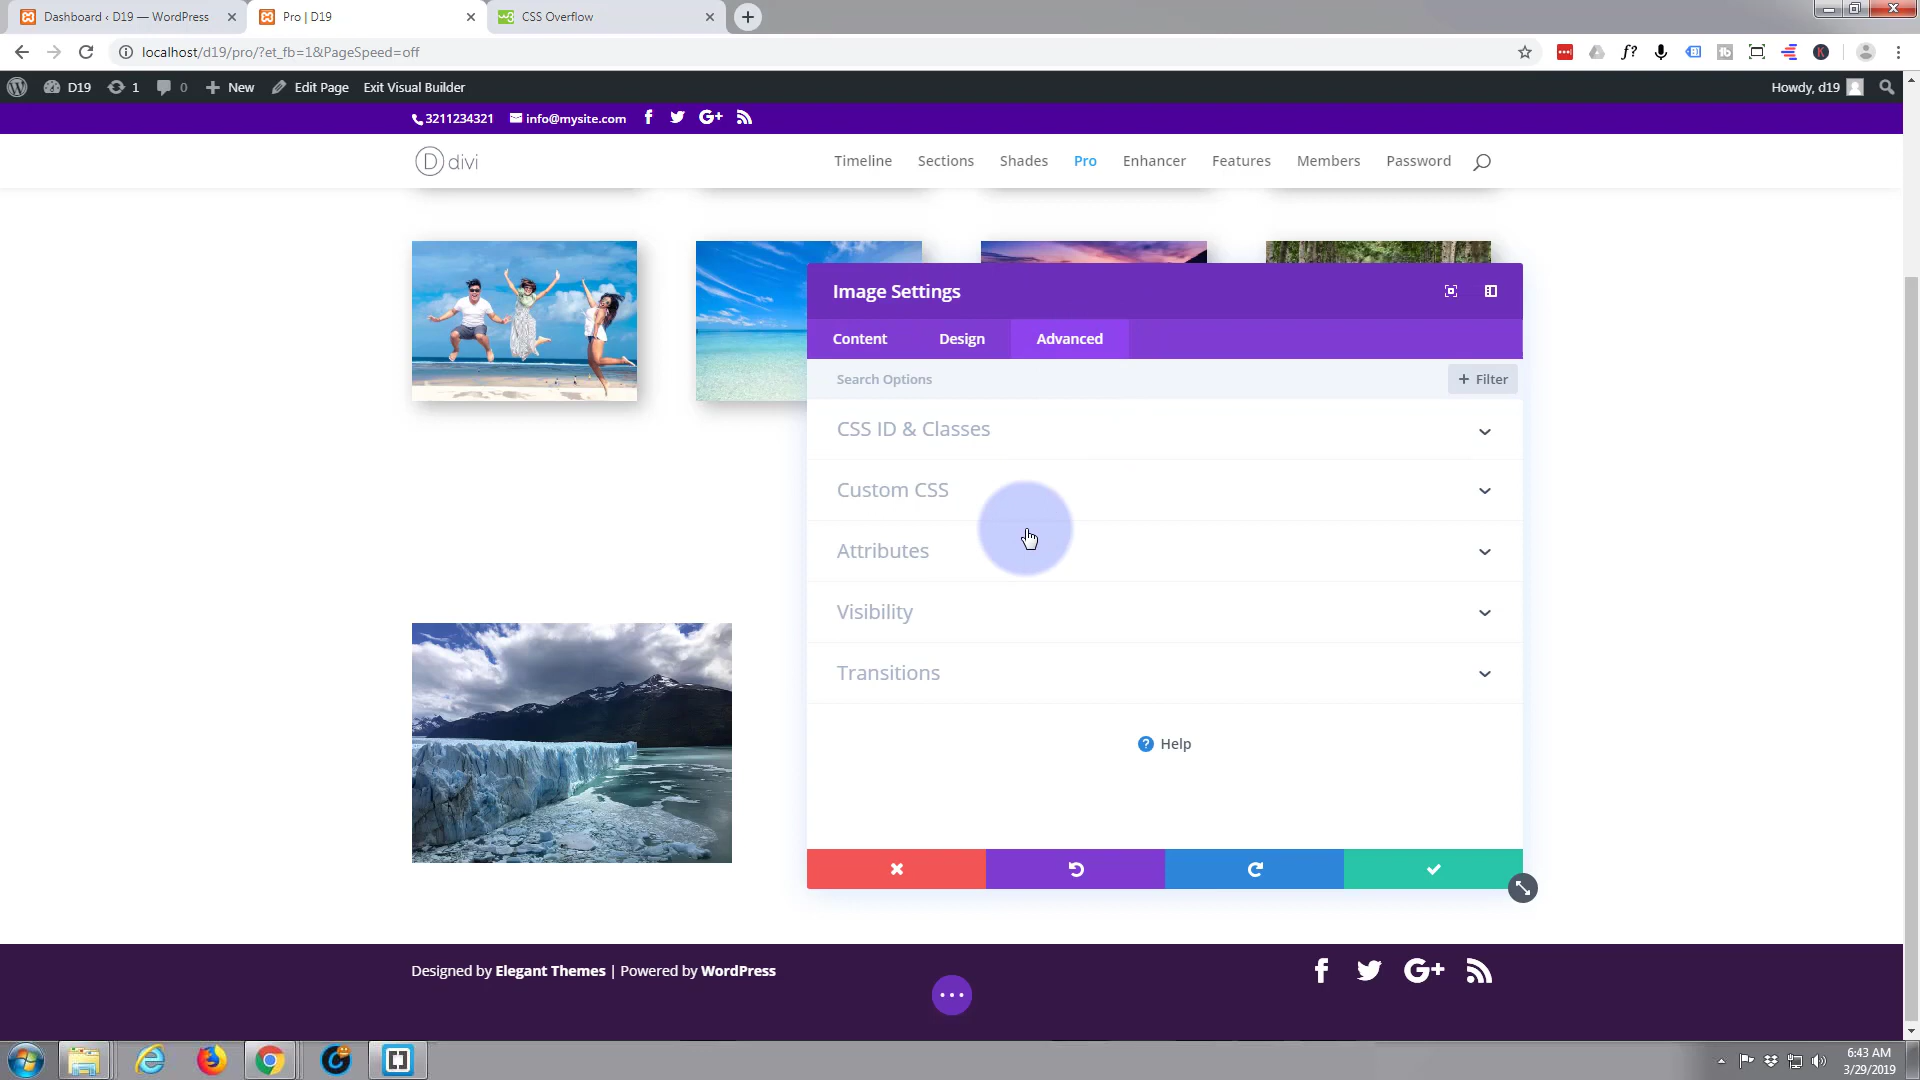 Dashboard ‹ D19 — WordPress
Pro | D19
CSS Overflow
localhost/d19/pro/?et_fb=1&PageSpeed=off
D19
1
0
New
Edit Page
Exit Visual Builder
Howdy, d19
3211234321
info@mysite.com
divi
Timeline
Sections
Shades
Pro
Enhancer
Features
Members
Password
Image Settings
Content
Design
Advanced
Search Options
+ Filter
CSS ID & Classes
Custom CSS
Attributes
Visibility
Transitions
? Help
Designed by Elegant Themes | Powered by WordPress
6:43 AM
3/29/2019